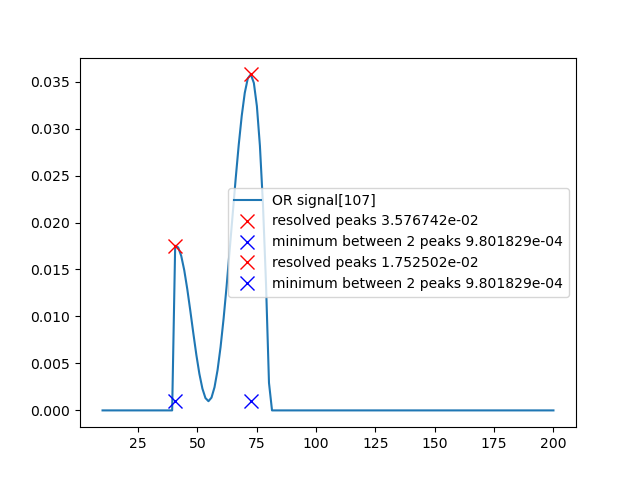 0.035
0.030
0.025
0.020
0.015
0.010
0.005
0.000
OR signal[107]
resolved peaks 3.576742e-02
minimum between 2 peaks 9.801829e-04
resolved peaks 1.752502e-02
minimum between 2 peaks 9.801829e-04
25 50 75 100 125 150 175 200